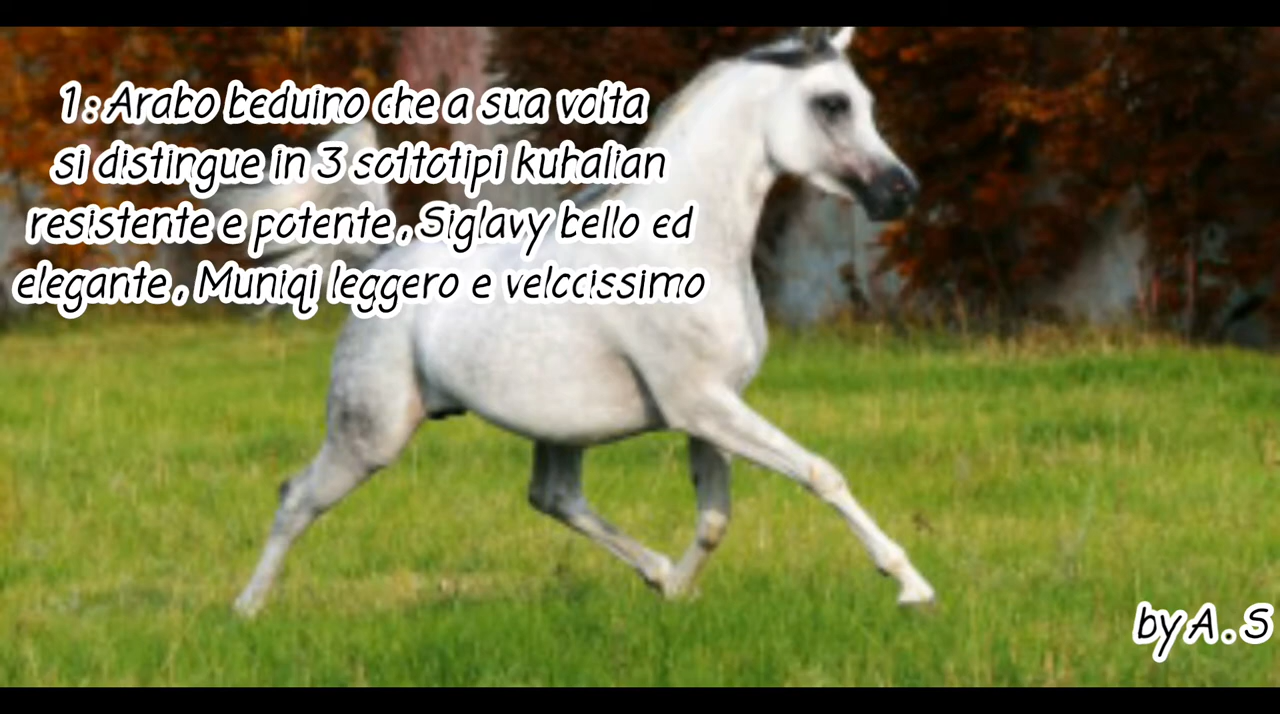 1: Arabo beduino che a sua volta
si distingue in 3 sottotipi kuhalian
resistente e potente, Siglavy bello ed
elegante, Muniqi leggero e velocissimo
by A.S